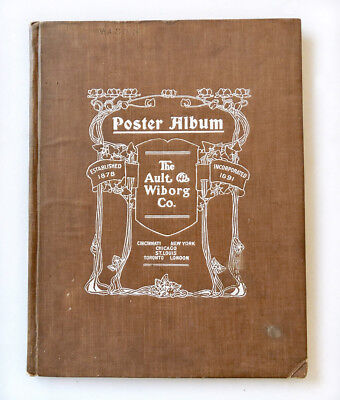 Poster Album
The
Ault &
Wiborg
Co.
ESTABLISHED
1878
INCORPORATED
1891
CINCINNATI NEW YORK
CHICAGO
ST. LOUIS
TORONTO LONDON